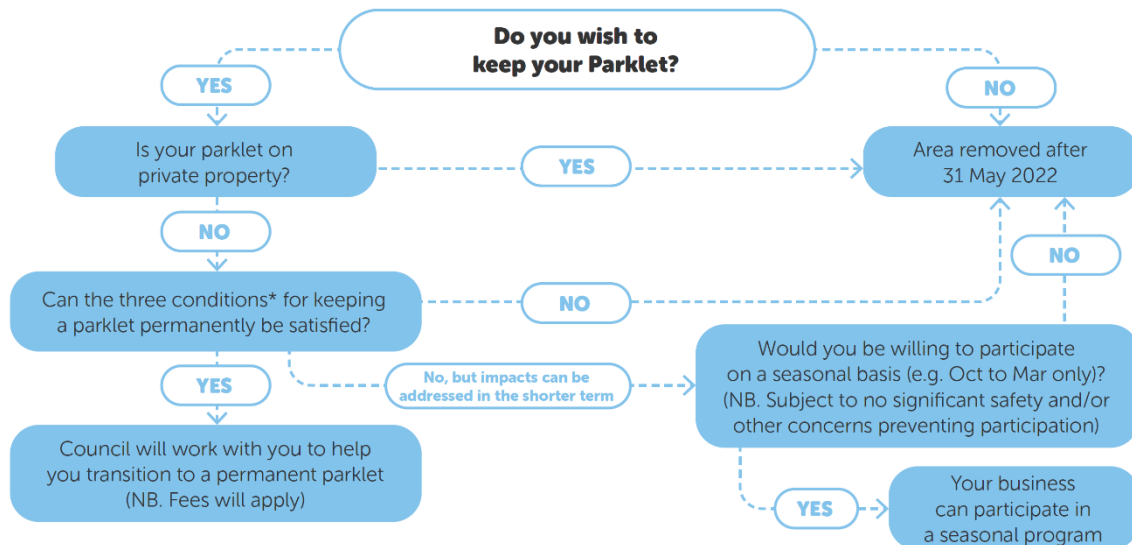 Do you wish to
keep your Parklet?
YES
NO
Is your parklet on
private property?
YES
Area removed after
31 May 2022
NO
NO
Can the three conditions* for keeping
a parklet permanently be satisfied?
NO
YES
No, but impacts can be
addressed in the shorter term
Would you be willing to participate
on a seasonal basis (e.g. Oct to Mar only)?
(NB. Subject to no significant safety and/or
other concerns preventing participation)
Council will work with you to help
you transition to a permanent parklet
(NB. Fees will apply)
YES
Your business
can participate in
a seasonal program